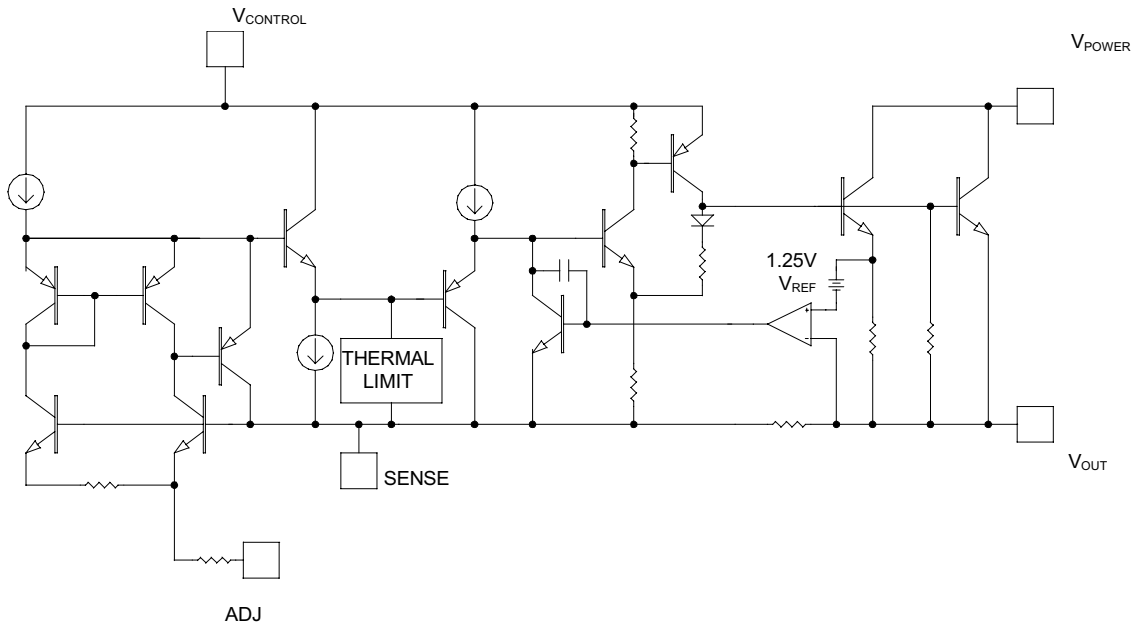 VCONTROL
VPOWER
1.25V
VREF
THERMAL
LIMIT
+
-
VOUT
SENSE
ADJ